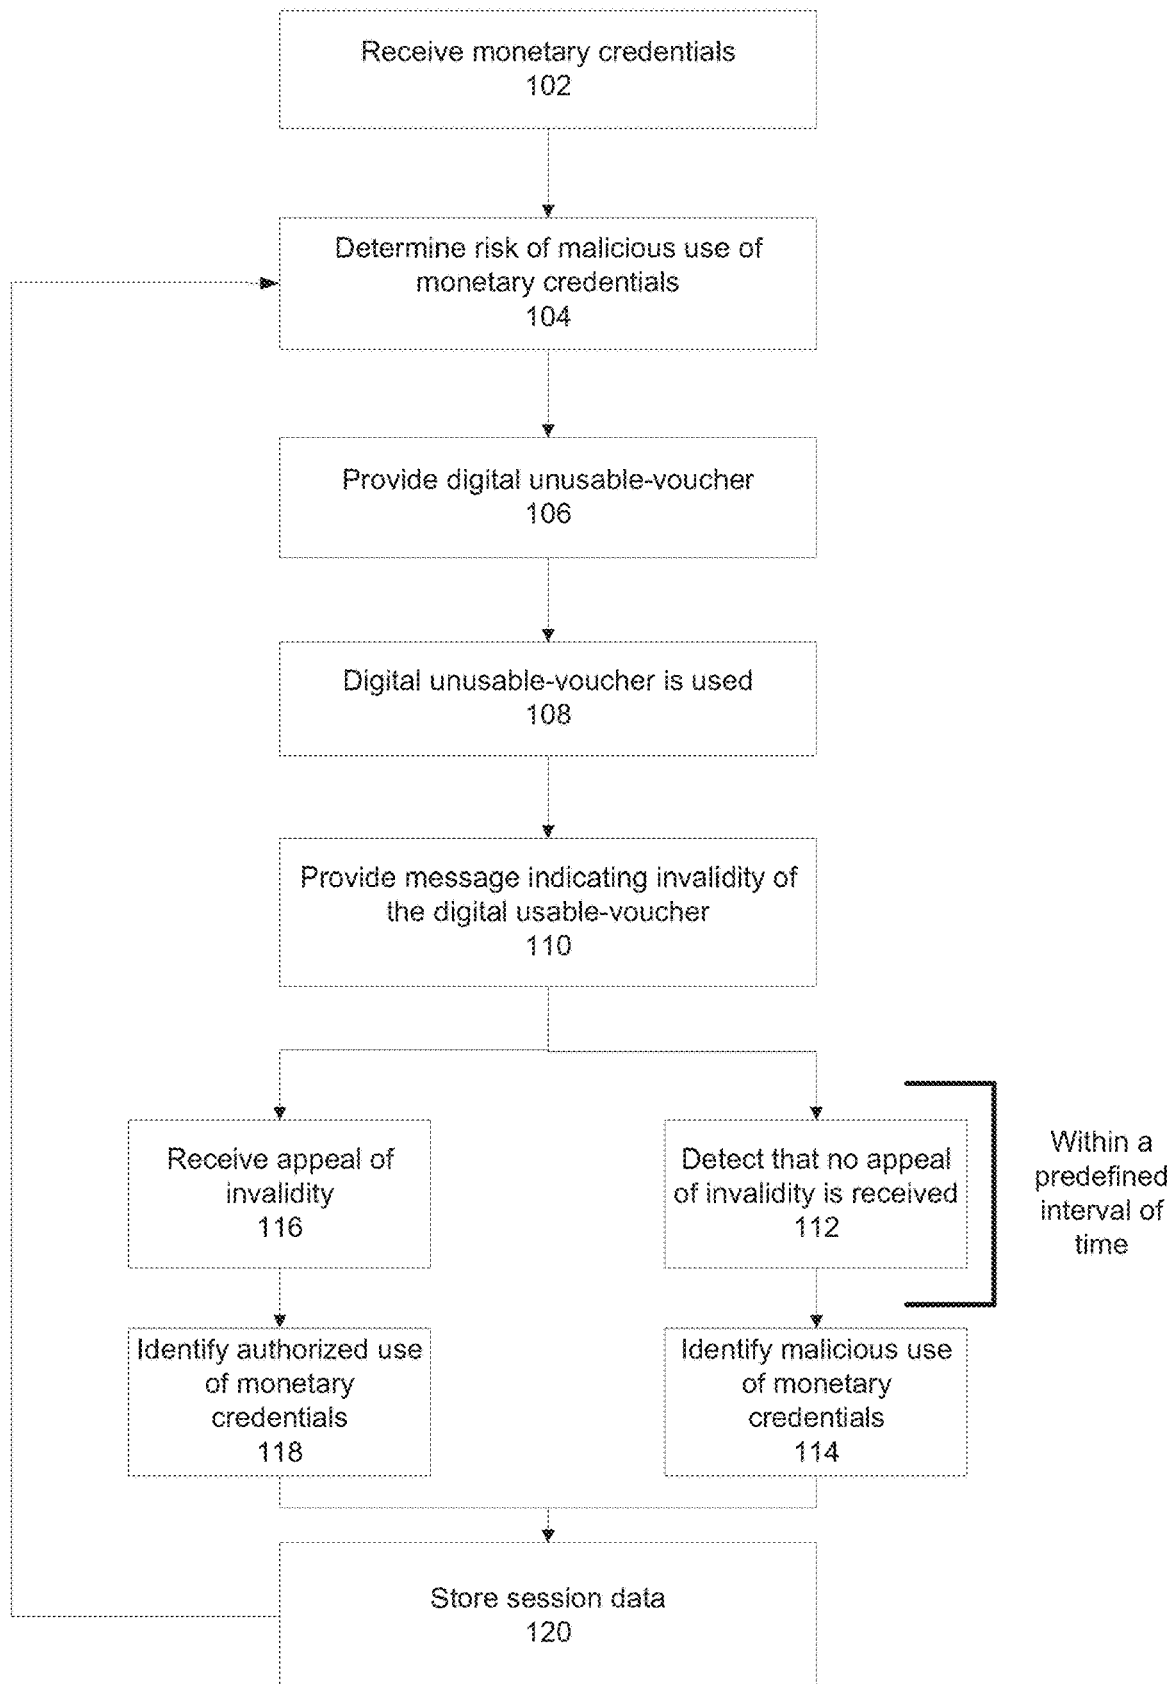 Receive monetary credentials
102
Determine risk of malicious use of
monetary credentials
104
Provide digital unusable-voucher
106
Digital unusable-voucher is used
108
Provide message indicating invalidity of
the digital usable-voucher
110
Receive appeal of
invalidity
116
Detect that no appeal
of invalidity is received
112
Within a
predefined
interval of
time
Identify authorized use
of monetary
credentials
118
Identify malicious use
of monetary
credentials
114
Store session data
120